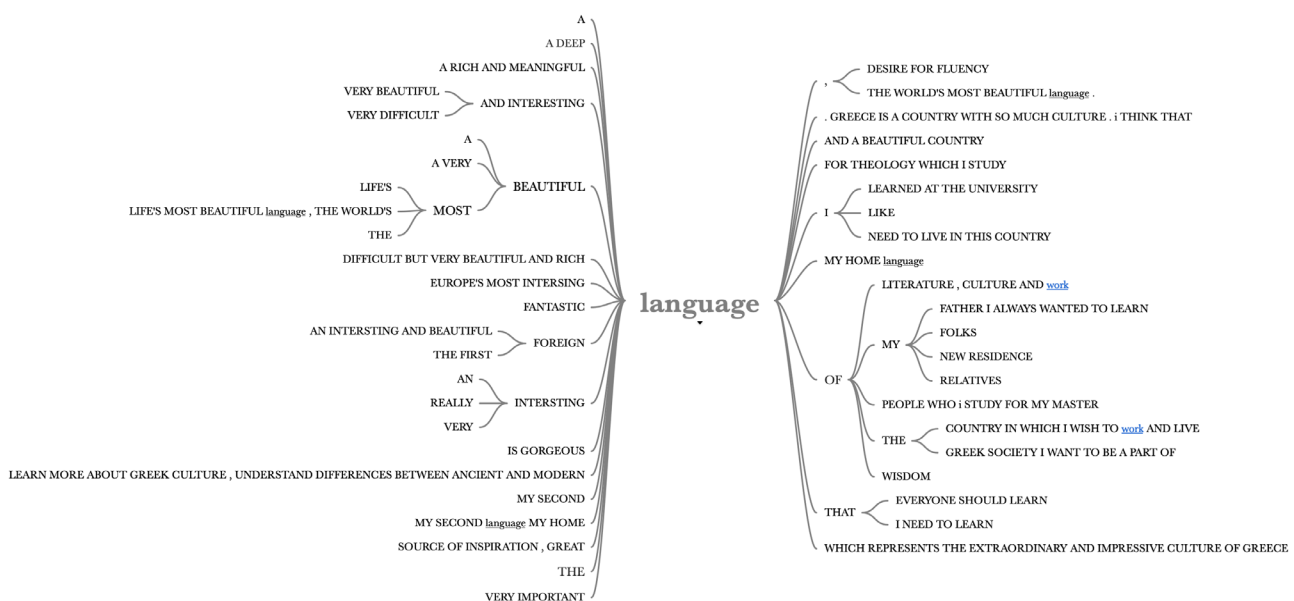 A
A DEEP
A RICH AND MEANINGFUL
VERY BEAUTIFUL
VERY DIFFICULT
AND INTERESTING
A
A VERY
LIFE'S
LIFE'S MOST BEAUTIFUL language , THE WORLD'S
THE
MOST
BEAUTIFUL
DIFFICULT BUT VERY BEAUTIFUL AND RICH
EUROPE'S MOST INTERSING
FANTASTIC
AN INTERSTING AND BEAUTIFUL
THE FIRST
FOREIGN
AN
REALLY
VERY
INTERSTING
IS GORGEOUS
LEARN MORE ABOUT GREEK CULTURE , UNDERSTAND DIFFERENCES BETWEEN ANCIENT AND MODERN
MY SECOND
MY SECOND language MY HOME
SOURCE OF INSPIRATION , GREAT
THE
VERY IMPORTANT
language
,
DESIRE FOR FLUENCY
THE WORLD'S MOST BEAUTIFUL language .
. GREECE IS A COUNTRY WITH SO MUCH CULTURE . i THINK THAT
AND A BEAUTIFUL COUNTRY
FOR THEOLOGY WHICH I STUDY
I
LEARNED AT THE UNIVERSITY
LIKE
NEED TO LIVE IN THIS COUNTRY
MY HOME language
OF
LITERATURE , CULTURE AND work
MY
FATHER I ALWAYS WANTED TO LEARN
FOLKS
NEW RESIDENCE
RELATIVES
PEOPLE WHO i STUDY FOR MY MASTER
THE
COUNTRY IN WHICH I WISH TO work AND LIVE
GREEK SOCIETY I WANT TO BE A PART OF
WISDOM
THAT
EVERYONE SHOULD LEARN
I NEED TO LEARN
WHICH REPRESENTS THE EXTRAORDINARY AND IMPRESSIVE CULTURE OF GREECE